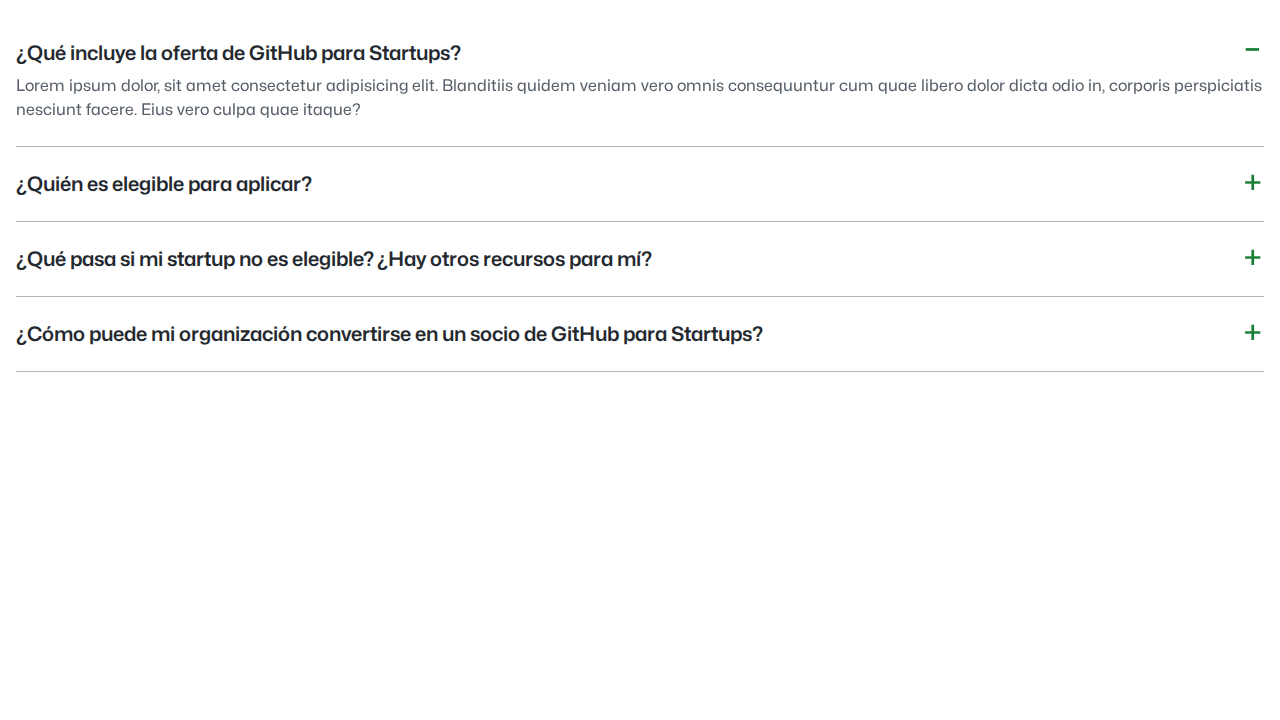 ¿Qué incluye la oferta de GitHub para Startups?
Lorem ipsum dolor, sit amet consectetur adipisicing elit. Blanditiis quidem veniam vero omnis consequuntur cum quae libero dolor dicta odio in, corporis perspiciatis
nesciunt facere. Eius vero culpa quae itaque?
¿Quién es elegible para aplicar?
¿Qué pasa si mi startup no es elegible? ¿Hay otros recursos para mí?
¿Cómo puede mi organización convertirse en un socio de GitHub para Startups?